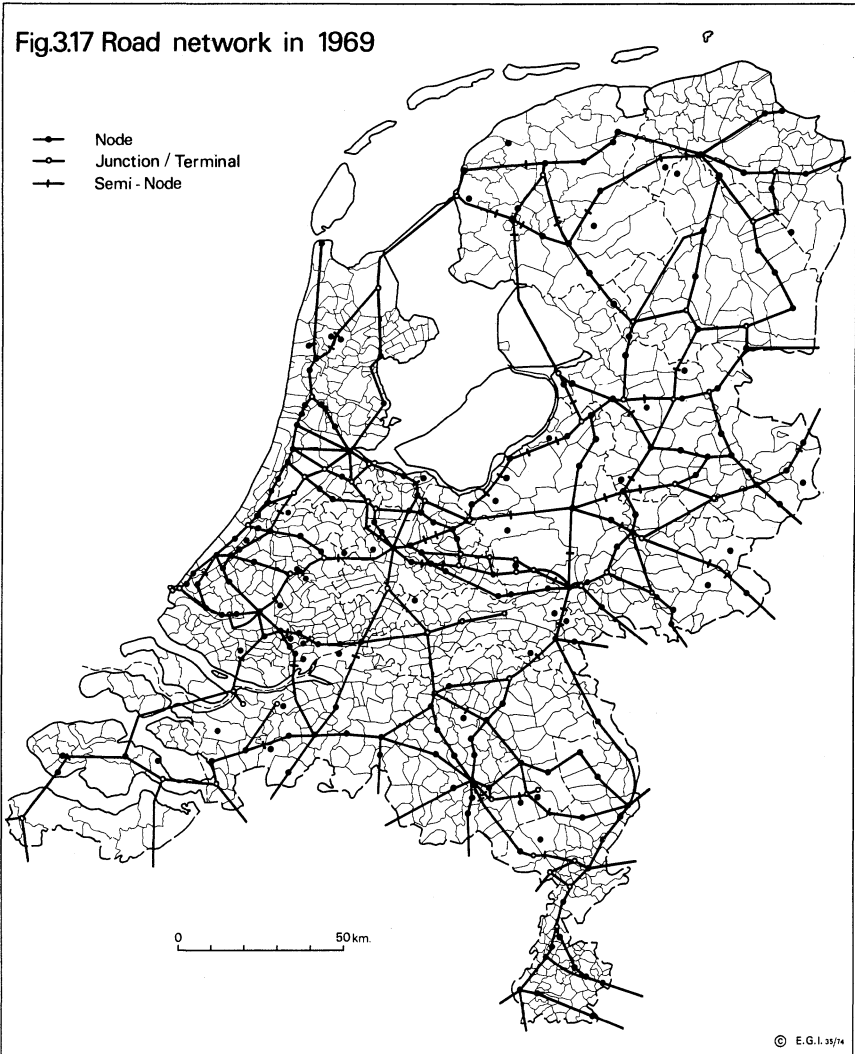 Fig.3.17 Road network in 1969
Node
Junction / Terminal
Semi - Node
0 50 km.
© E.G.I. 35/74